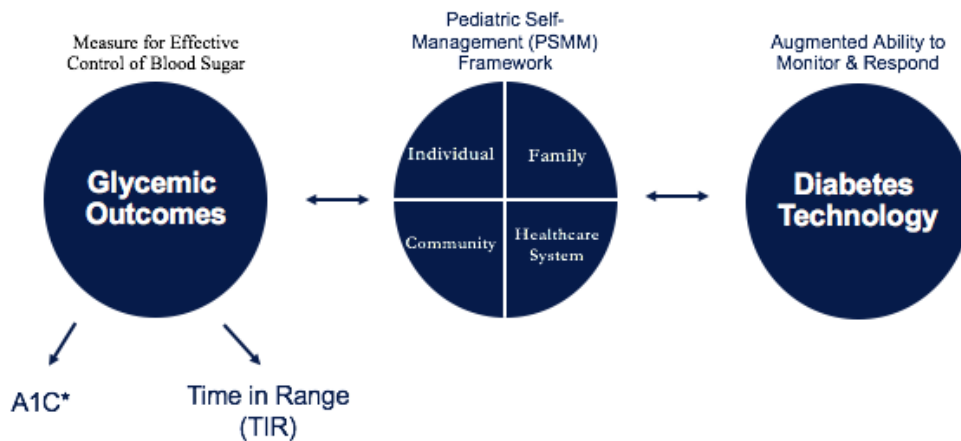 Measure for Effective
Control of Blood Sugar
Glycemic
Outcomes
A1C*
Time in Range
(TIR)
Pediatric Self-
Management (PSMM)
Framework
Individual
Family
Community
Healthcare
System
Augmented Ability to
Monitor & Respond
Diabetes
Technology